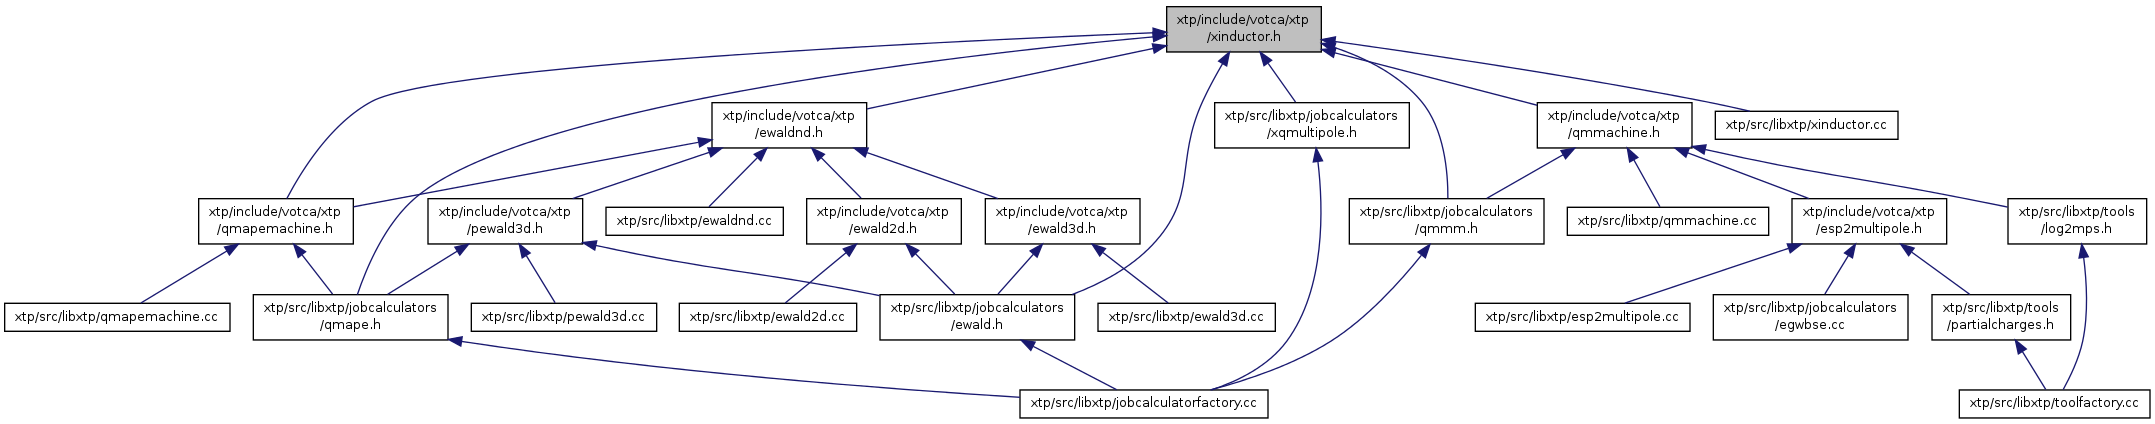 xtp/include/votca/xtp
/xinductor.h
xtp/include/votca/xtp
/ewaldnd.h
xtp/src/libxtp/jobcalculators
/xqmultipole.h
xtp/include/votca/xtp
/qmmachine.h
xtp/src/libxtp/xinductor.cc
xtp/include/votca/xtp
/qmapemachine.h
xtp/include/votca/xtp
/pewald3d.h
xtp/src/libxtp/ewaldnd.cc
xtp/include/votca/xtp
/ewald2d.h
xtp/include/votca/xtp
/ewald3d.h
xtp/src/libxtp/jobcalculators
/qmmm.h
xtp/src/libxtp/qmmachine.cc
xtp/include/votca/xtp
/esp2multipole.h
xtp/src/libxtp/tools
/log2mps.h
xtp/src/libxtp/qmapemachine.cc
xtp/src/libxtp/jobcalculators
/qmape.h
xtp/src/libxtp/pewald3d.cc
xtp/src/libxtp/ewald2d.cc
xtp/src/libxtp/jobcalculators
/ewald.h
xtp/src/libxtp/ewald3d.cc
xtp/src/libxtp/esp2multipole.cc
xtp/src/libxtp/jobcalculators
/egwbse.cc
xtp/src/libxtp/tools
/partialcharges.h
xtp/src/libxtp/jobcalculatorfactory.cc
xtp/src/libxtp/toolfactory.cc